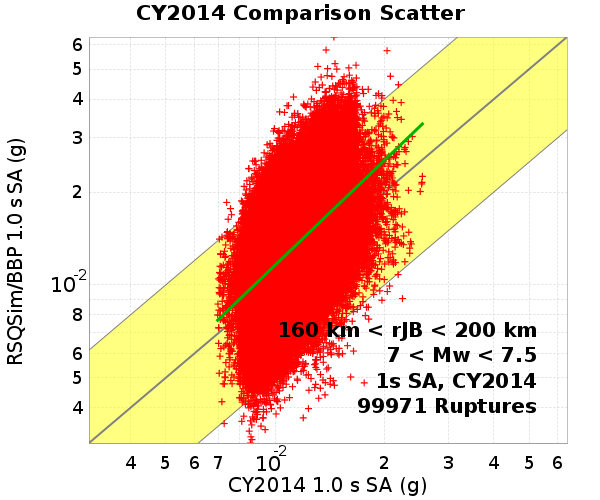 CY2014 Comparison Scatter
RSQSim/BBP 1.0 s SA (g)
6
5
4
3
2
10-2
8
7
6
5
4
160 km < rJB < 200 km
7 < Mw < 7.5
1s SA, CY2014
99971 Ruptures
4 5 6 7 10-2 2 3 4 5 6
CY2014 1.0 s SA (g)